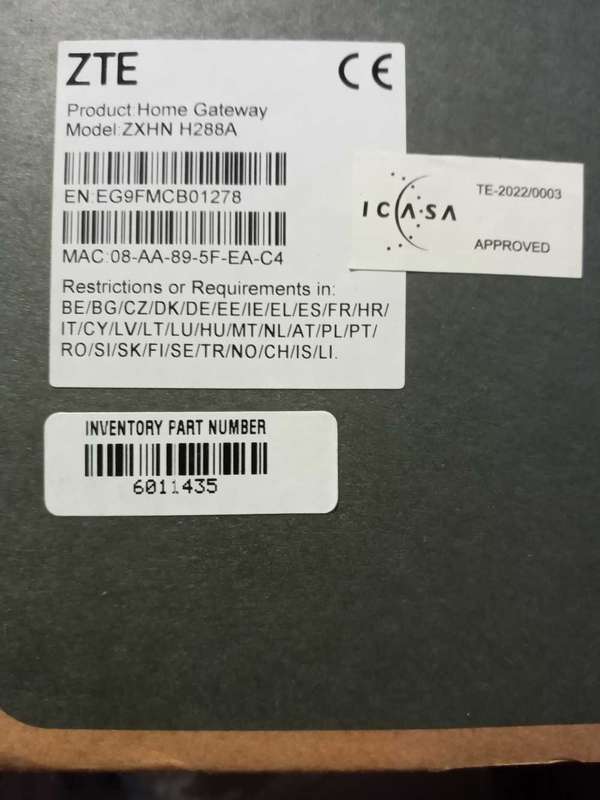 ZTE
CE
Product:Home Gateway
Model:ZXHN H288A
EN:EG9FMCB01278
MAC:08-AA-89-5F-EA-C4
Restrictions or Requirements in:
BE/BG/CZ/DK/DE/EE/IE/EL/ES/FR/HR/
IT/CY/LV/LT/LU/HU/MT/NL/AT/PL/PT/
RO/SI/SK/FI/SE/TR/NO/CH/IS/LI.
ICASA
TE-2022/0003
APPROVED
INVENTORY PART NUMBER
6011435